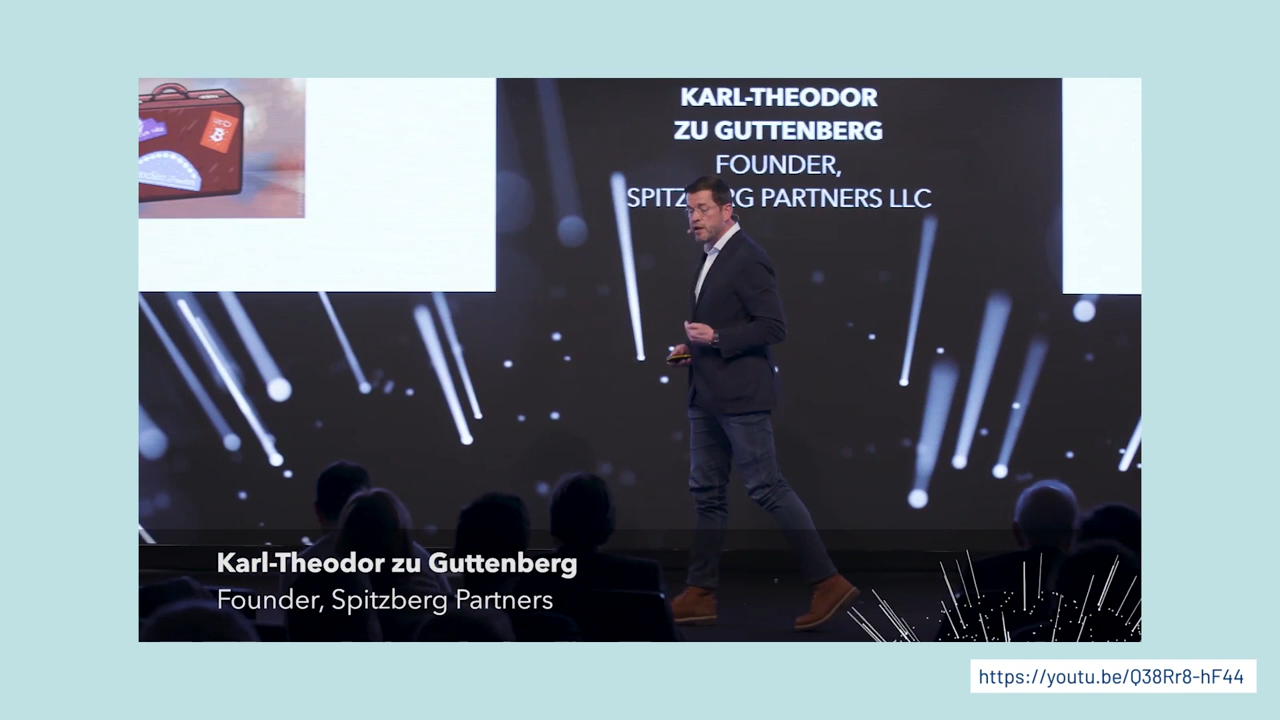 KARL-THEODOR
ZU GUTTENBERG
FOUNDER,
PARTNERS LLC
Karl-Theodor zu Guttenberg
Founder, Spitzberg Partners
https://youtu.be/Q38Rr8-hF44